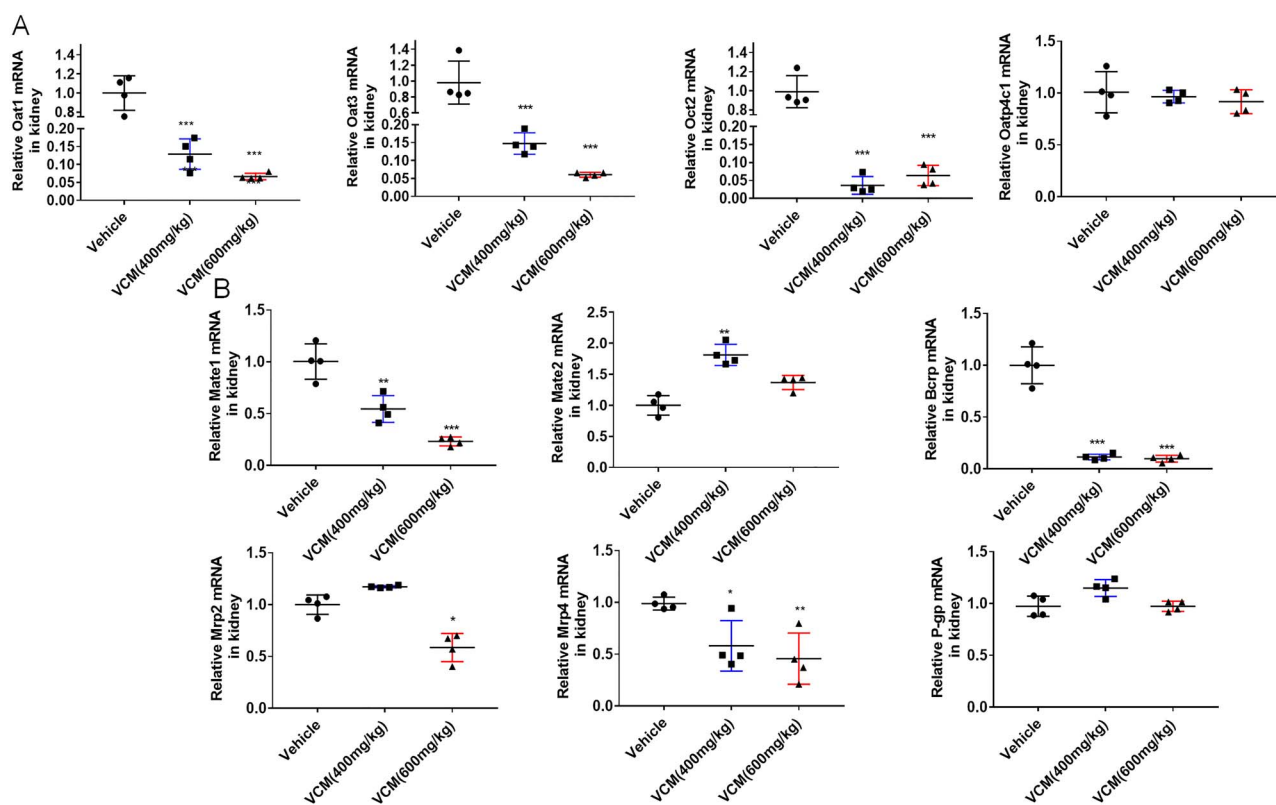 A
Relative Oat1 mRNA
in kidney
1.4
1.2
1.0
0.8
0.20
0.15
0.10
0.05
0.00
***
***
***
***
Vehicle
VCM(400mg/kg)
VCM(600mg/kg)
Relative Oat3 mRNA
in kidney
1.4
1.2
1.0
0.8
0.6
0.20
0.15
0.10
0.05
0.00
***
***
Vehicle
VCM(400mg/kg)
VCM(600mg/kg)
Relative Oct2 mRNA
in kidney
1.4
1.2
1.0
0.8
0.20
0.15
0.10
0.05
0.00
***
***
Vehicle
VCM(400mg/kg)
VCM(600mg/kg)
Relative Oatp4c1 mRNA
in kidney
1.5
1.0
0.5
0.0
Vehicle
VCM(400mg/kg)
VCM(600mg/kg)
B
Relative Mate1 mRNA
in kidney
1.5
1.0
0.5
0.0
**
***
Vehicle
VCM(400mg/kg)
VCM(600mg/kg)
Relative Mate2 mRNA
in kidney
2.5
2.0
1.5
1.0
0.5
0.0
**
Vehicle
VCM(400mg/kg)
VCM(600mg/kg)
Relative Bcrp mRNA
in kidney
1.5
1.0
0.5
0.0
***
***
Vehicle
VCM(400mg/kg)
VCM(600mg/kg)
Relative Mrp2 mRNA
in kidney
1.5
1.0
0.5
0.0
*
Vehicle
VCM(400mg/kg)
VCM(600mg/kg)
Relative Mrp4 mRNA
in kidney
1.5
1.0
0.5
0.0
*
**
Vehicle
VCM(400mg/kg)
VCM(600mg/kg)
Relative P-gp mRNA
in kidney
1.5
1.0
0.5
0.0
Vehicle
VCM(400mg/kg)
VCM(600mg/kg)